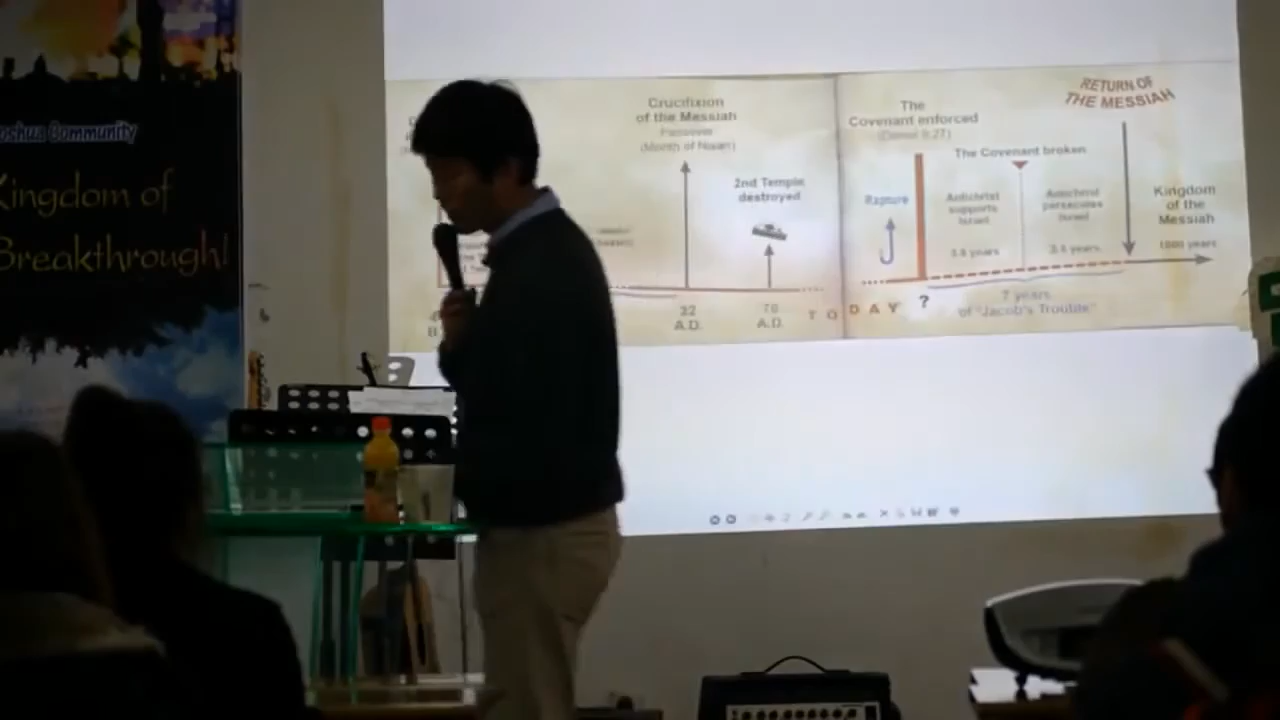 oshua Community
Kingdom of
Breakthrough!
Crucifixion
of the Messiah
Passover
(Month of Nisan)
2nd Temple
destroyed
32
A.D.
70
A.D.
T O D A Y
The
Covenant enforced
(Daniel 9:27)
The Covenant broken
Rapture
Antichrist
supports
Israel
3.5 years
Antichrist
persecutes
Israel
3.5 years
?
7 years
of "Jacob's Trouble"
RETURN OF
THE MESSIAH
Kingdom
of the
Messiah
1000 years